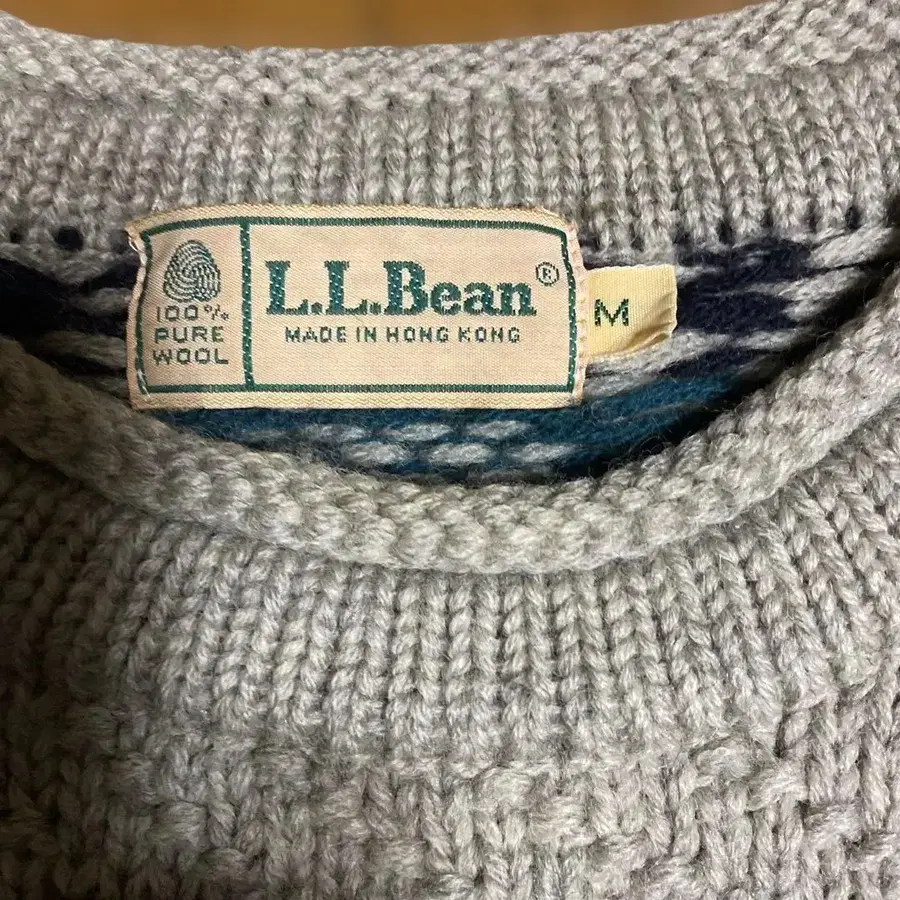 100%
PURE
WOOL
L.L.Bean®
MADE IN HONG KONG
M